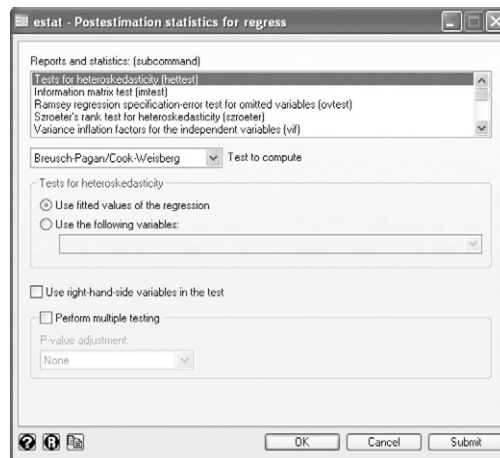 estat - Postestimation statistics for regress
Reports and statistics: (subcommand)
Tests for heteroskedasticity (hettest)
Information matrix test (imtest)
Ramsey regression specification-error test for omitted variables (ovtest)
Szroeter's rank test for heteroskedasticity (szroeter)
Variance inflation factors for the independent variables (vif)
Breusch-Pagan/Cook-Weisberg Test to compute
Tests for heteroskedasticity
Use fitted values of the regression
Use the following variables:
Use right-hand-side variables in the test
Perform multiple testing
P-value adjustment:
None
? R OK Cancel Submit